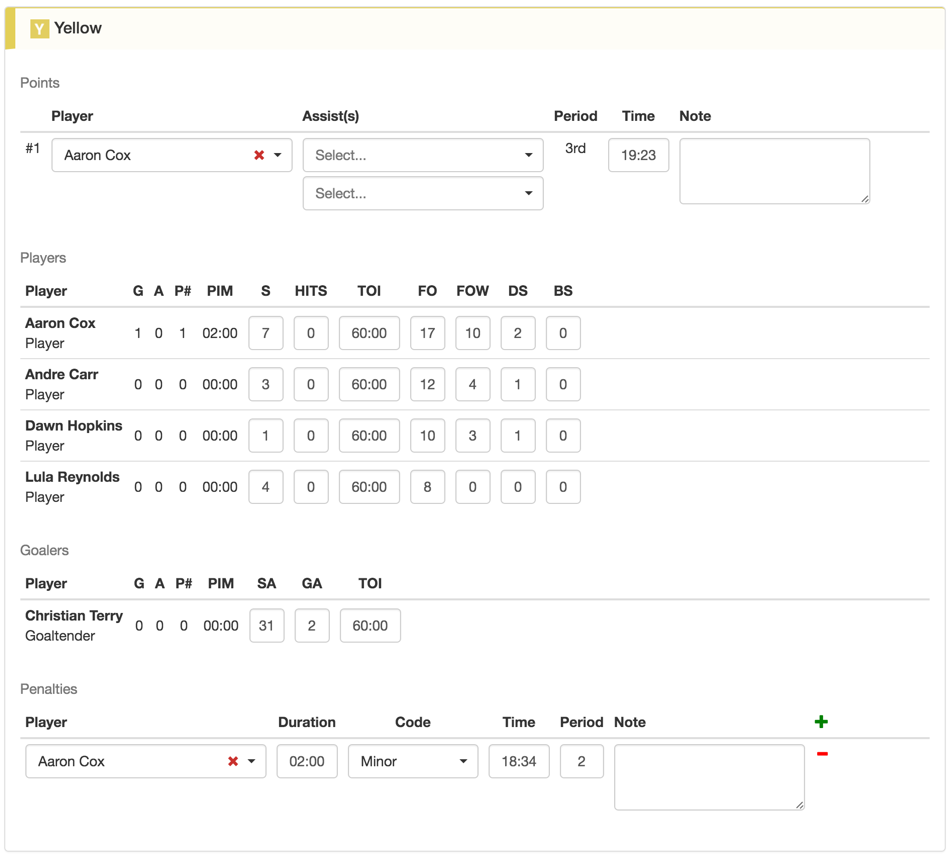 Y Yellow
Points
Player Assist(s) Period Time Note
#1 Aaron Cox Select... 3rd 19:23
Select...
Players
Player G A P# PIM S HITS TOI FO FOW DS BS
Aaron Cox
Player
1 0 1 02:00 7 0 60:00 17 10 2 0
Andre Carr
Player
0 0 0 00:00 3 0 60:00 12 4 1 0
Dawn Hopkins
Player
0 0 0 00:00 1 0 60:00 10 3 1 0
Lula Reynolds
Player
0 0 0 00:00 4 0 60:00 8 0 0 0
Goalers
Player G A P# PIM SA GA TOI
Christian Terry
Goaltender
0 0 0 00:00 31 2 60:00
Penalties
Player Duration Code Time Period Note
Aaron Cox 02:00 Minor 18:34 2